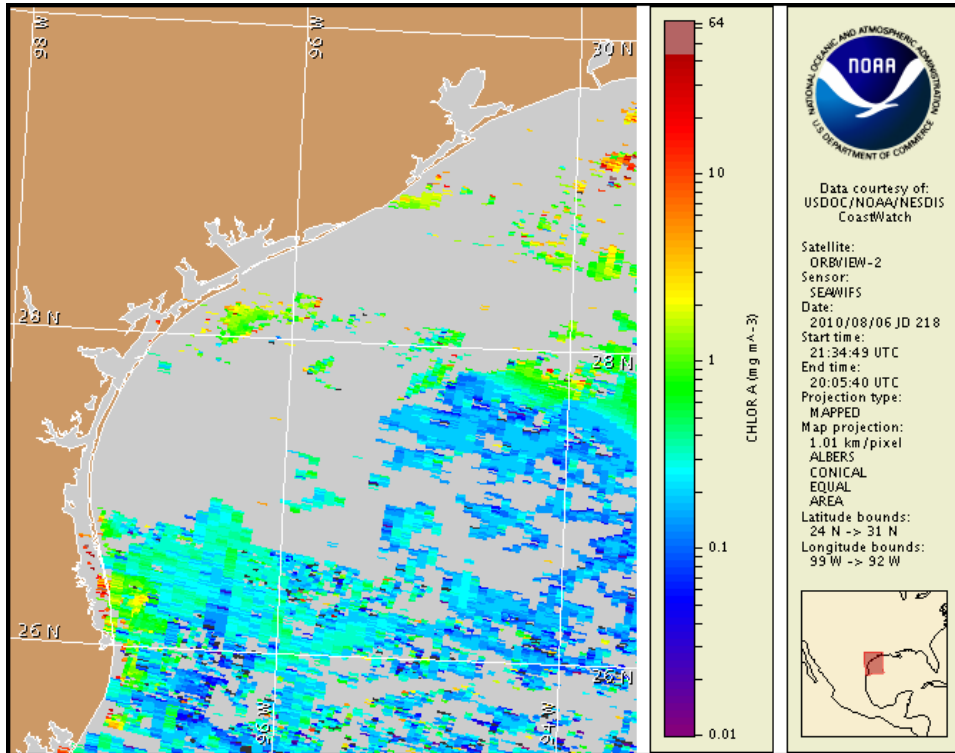 98 W
96 W
30 N
28 N
28 N
26 N
26 N
96 W
94 W
64
10
1
0.1
0.01
CHLOR A (mg m^-3)
NATIONAL OCEANIC AND ATMOSPHERIC ADMINISTRATION
NOAA
U.S. DEPARTMENT OF COMMERCE
Data courtesy of:
USDOC/NOAA/NESDIS
CoastWatch
Satellite:
ORBVIEW-2
Sensor:
SEAWIFS
Date:
2010/08/06 JD 218
Start time:
21:34:49 UTC
End time:
20:05:40 UTC
Projection type:
MAPPED
Map projection:
1.01 km/pixel
ALBERS
CONICAL
EQUAL
AREA
Latitude bounds:
24 N -> 31 N
Longitude bounds:
99 W -> 92 W